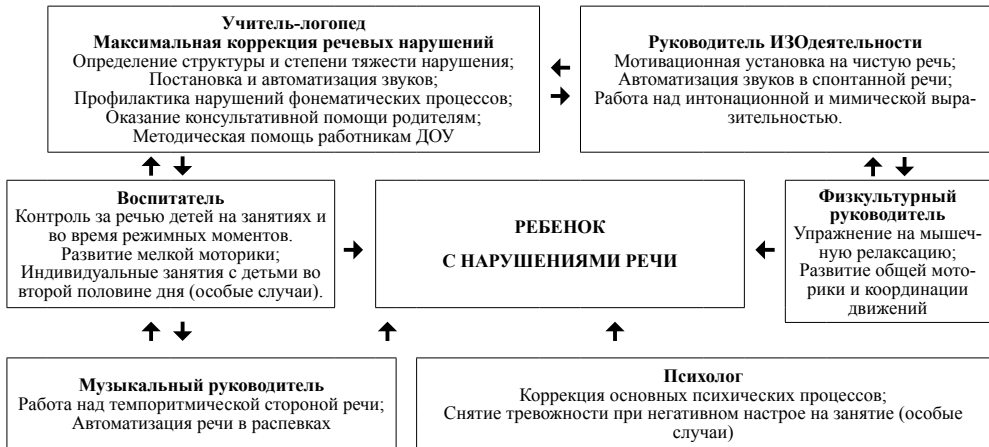 Учитель-логопед
Максимальная коррекция речевых нарушений
Определение структуры и степени тяжести нарушения;
Постановка и автоматизация звуков;
Профилактика нарушений фонематических процессов;
Оказание консультативной помощи родителям;
Методическая помощь работникам ДОУ
Руководитель ИЗОдеятельности
Мотивационная установка на чистую речь;
Автоматизация звуков в спонтанной речи;
Работа над интонационной и мимической выра-
зительностью.
Воспитатель
Контроль за речью детей на занятиях и
во время режимных моментов.
Развитие мелкой моторики;
Индивидуальные занятия с детьми во
второй половине дня (особые случаи).
РЕБЕНОК
С НАРУШЕНИЯМИ РЕЧИ
Физкультурный
руководитель
Упражнение на мышеч-
ную релаксацию;
Развитие общей мото-
рики и координации
движений
Музыкальный руководитель
Работа над темпоритмической стороной речи;
Автоматизация речи в распевках
Психолог
Коррекция основных психических процессов;
Снятие тревожности при негативном настрое на занятие (особые
случаи)